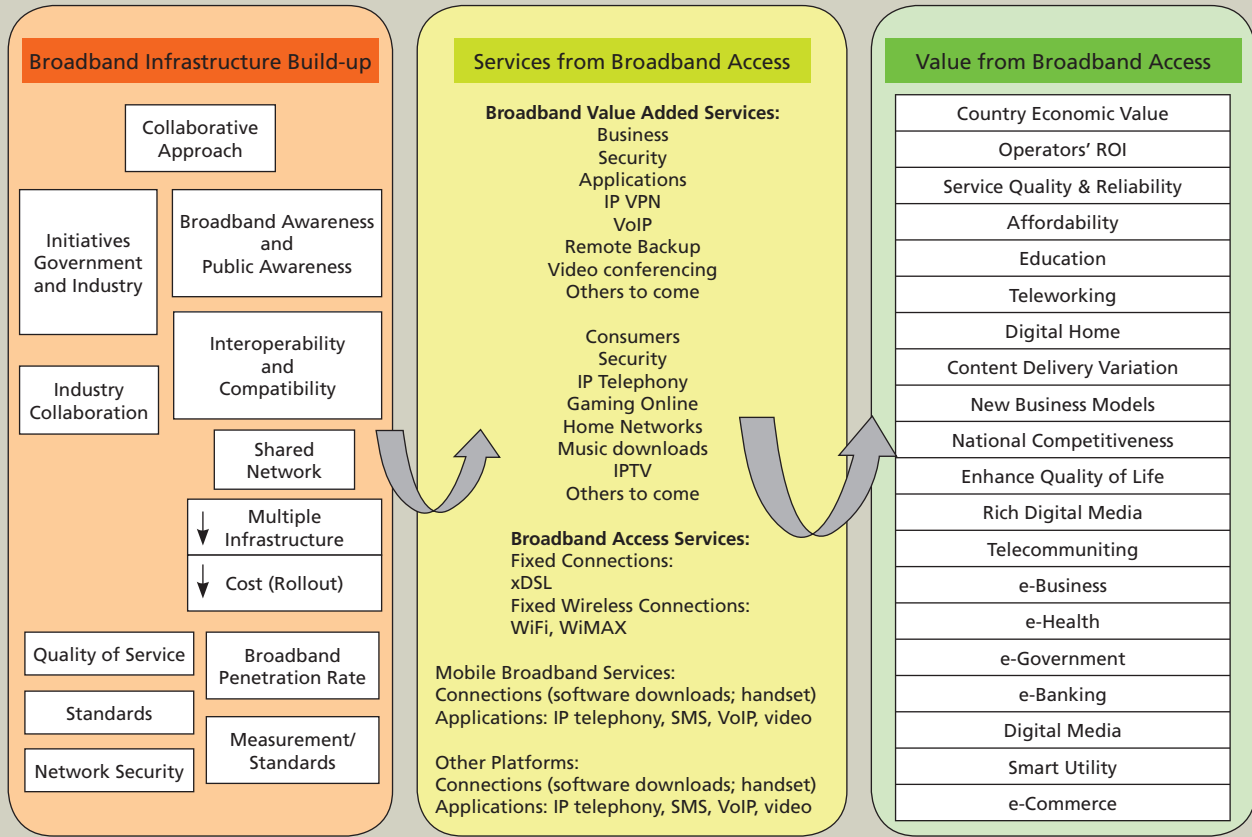 Broadband Infrastructure Build-up
Collaborative
Approach
Initiatives
Government
and Industry
Broadband Awareness
and
Public Awareness
Interoperability
and
Compatibility
Industry
Collaboration
Shared
Network
Multiple
Infrastructure
Cost (Rollout)
Quality of Service
Broadband
Penetration Rate
Standards
Measurement/
Standards
Network Security
Services from Broadband Access
Broadband Value Added Services:
Business
Security
Applications
IP VPN
VoIP
Remote Backup
Video conferencing
Others to come
Consumers
Security
IP Telephony
Gaming Online
Home Networks
Music downloads
IPTV
Others to come
Broadband Access Services:
Fixed Connections:
xDSL
Fixed Wireless Connections:
WiFi, WiMAX
Mobile Broadband Services:
Connections (software downloads; handset)
Applications: IP telephony, SMS, VoIP, video
Other Platforms:
Connections (software downloads; handset)
Applications: IP telephony, SMS, VoIP, video
Value from Broadband Access
Country Economic Value
Operators’ ROI
Service Quality & Reliability
Affordability
Education
Teleworking
Digital Home
Content Delivery Variation
New Business Models
National Competitiveness
Enhance Quality of Life
Rich Digital Media
Telecommuniting
e-Business
e-Health
e-Government
e-Banking
Digital Media
Smart Utility
e-Commerce